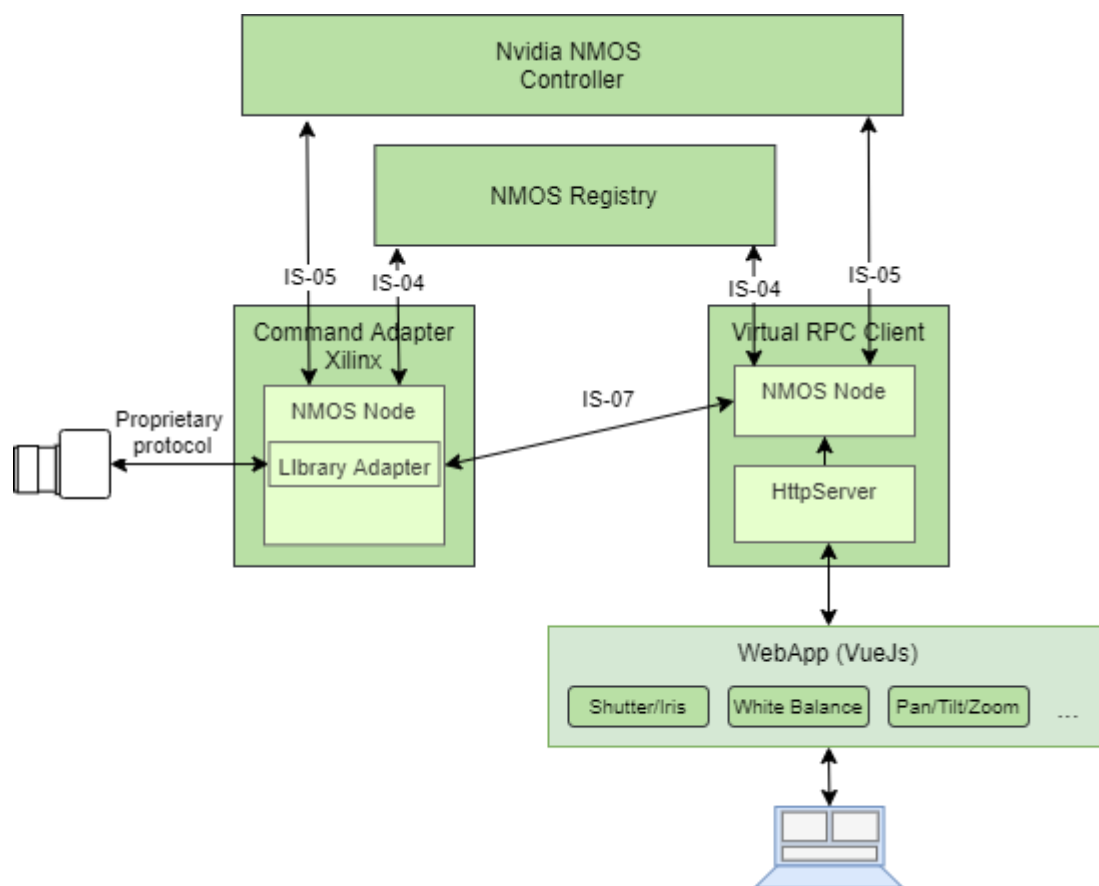 Nvidia NMOS
Controller
NMOS Registry
IS-05
IS-04
IS-04
IS-05
Command Adapter
Xilinx
NMOS Node
LIbrary Adapter
Proprietary
protocol
IS-07
Virtual RPC Client
NMOS Node
HttpServer
WebApp (VueJs)
Shutter/Iris
White Balance
Pan/Tilt/Zoom
...